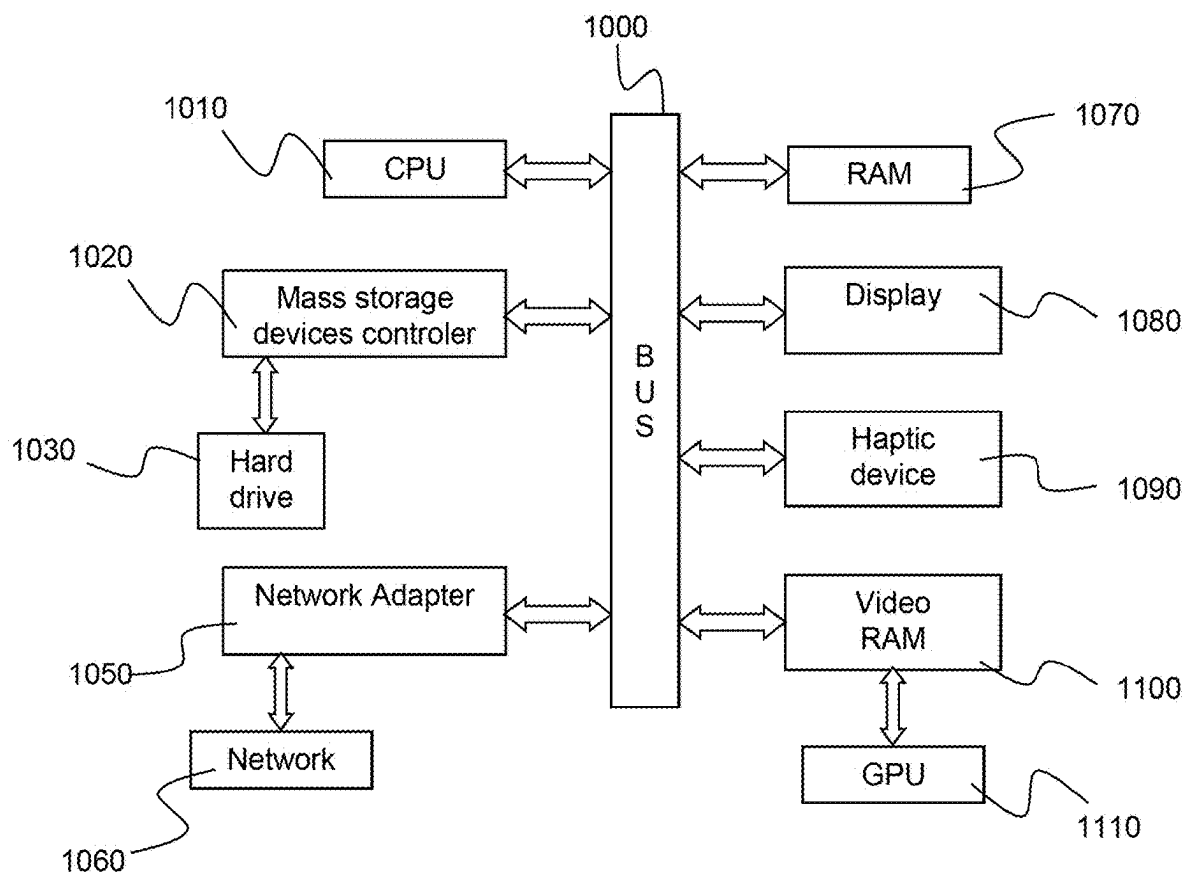 1000
1010
CPU
1070
RAM
1020
Mass storage
devices controler
Display
1080
B
U
S
1030
Hard
drive
Haptic
device
1090
Network Adapter
1050
Video
RAM
1100
Network
1060
GPU
1110